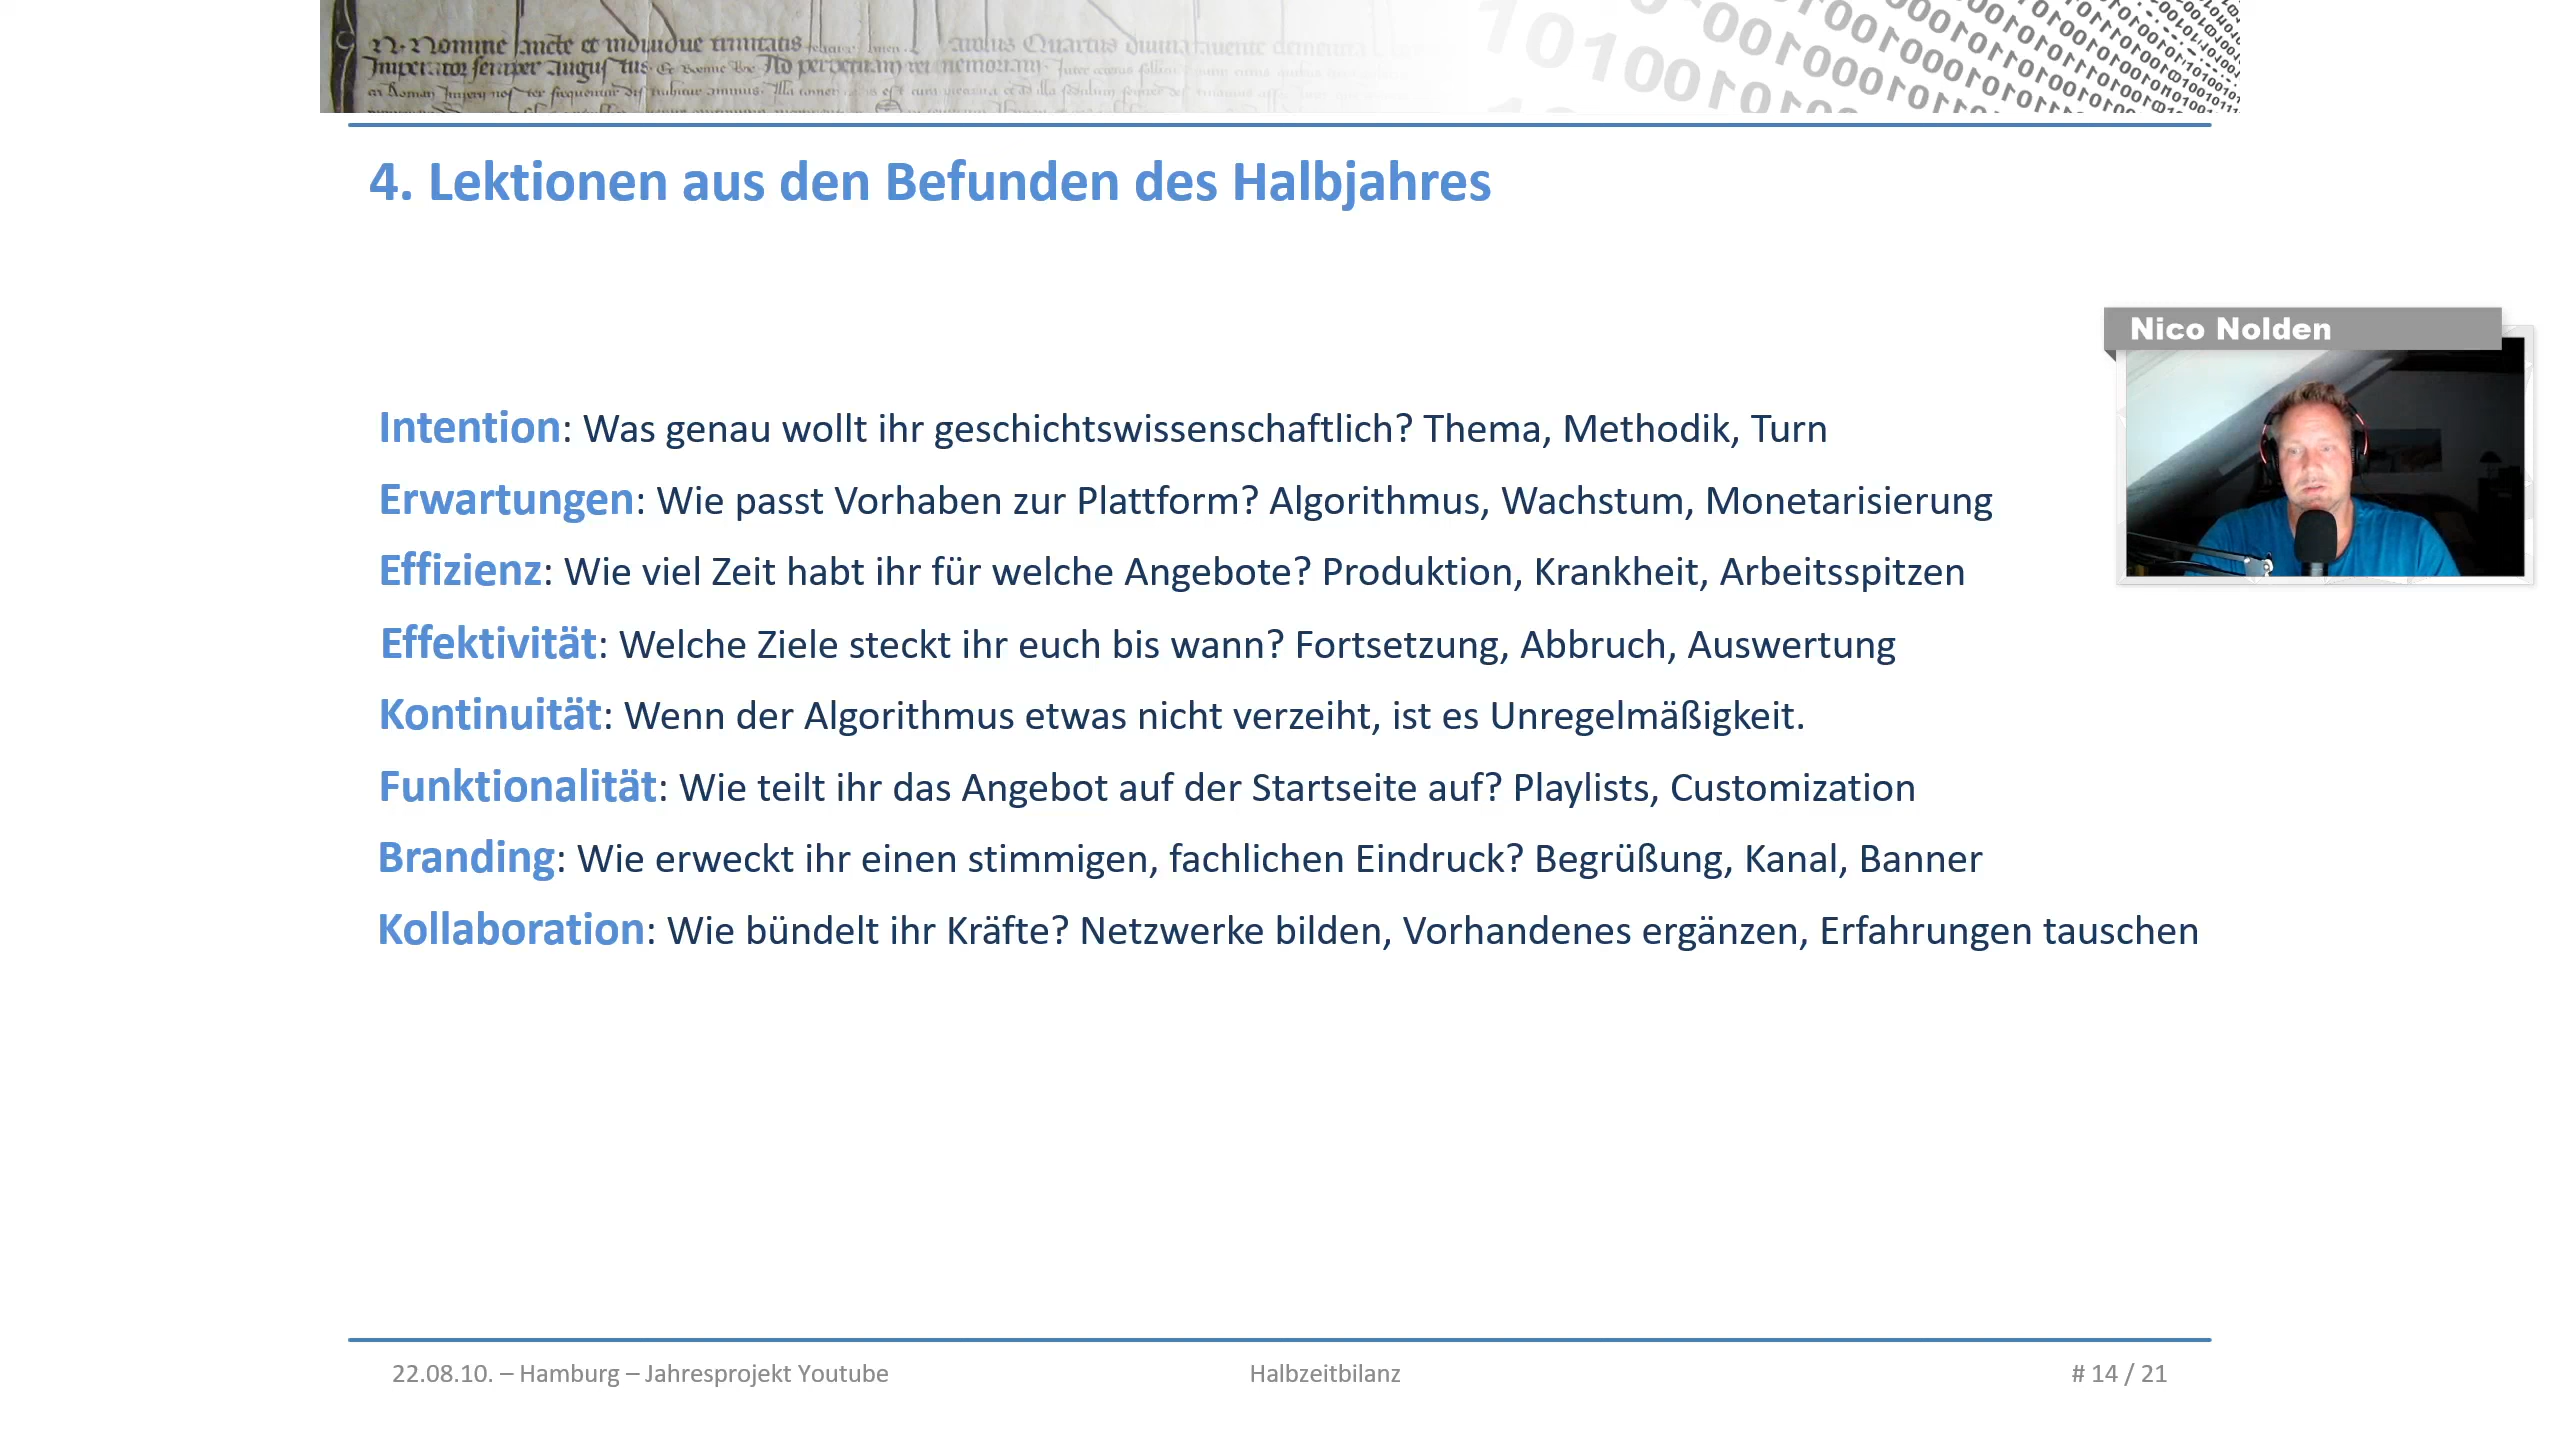 4. Lektionen aus den Befunden des Halbjahres
Nico Nolden
Intention: Was genau wollt ihr geschichtswissenschaftlich? Thema, Methodik, Turn
Erwartungen: Wie passt Vorhaben zur Plattform? Algorithmus, Wachstum, Monetarisierung
Effizienz: Wie viel Zeit habt ihr für welche Angebote? Produktion, Krankheit, Arbeitsspitzen
Effektivität: Welche Ziele steckt ihr euch bis wann? Fortsetzung, Abbruch, Auswertung
Kontinuität: Wenn der Algorithmus etwas nicht verzeiht, ist es Unregelmäßigkeit.
Funktionalität: Wie teilt ihr das Angebot auf der Startseite auf? Playlists, Customization
Branding: Wie erweckt ihr einen stimmigen, fachlichen Eindruck? Begrüßung, Kanal, Banner
Kollaboration: Wie bündelt ihr Kräfte? Netzwerke bilden, Vorhandenes ergänzen, Erfahrungen tauschen
22.08.10. – Hamburg – Jahresprojekt Youtube
Halbzeitbilanz
# 14 / 21